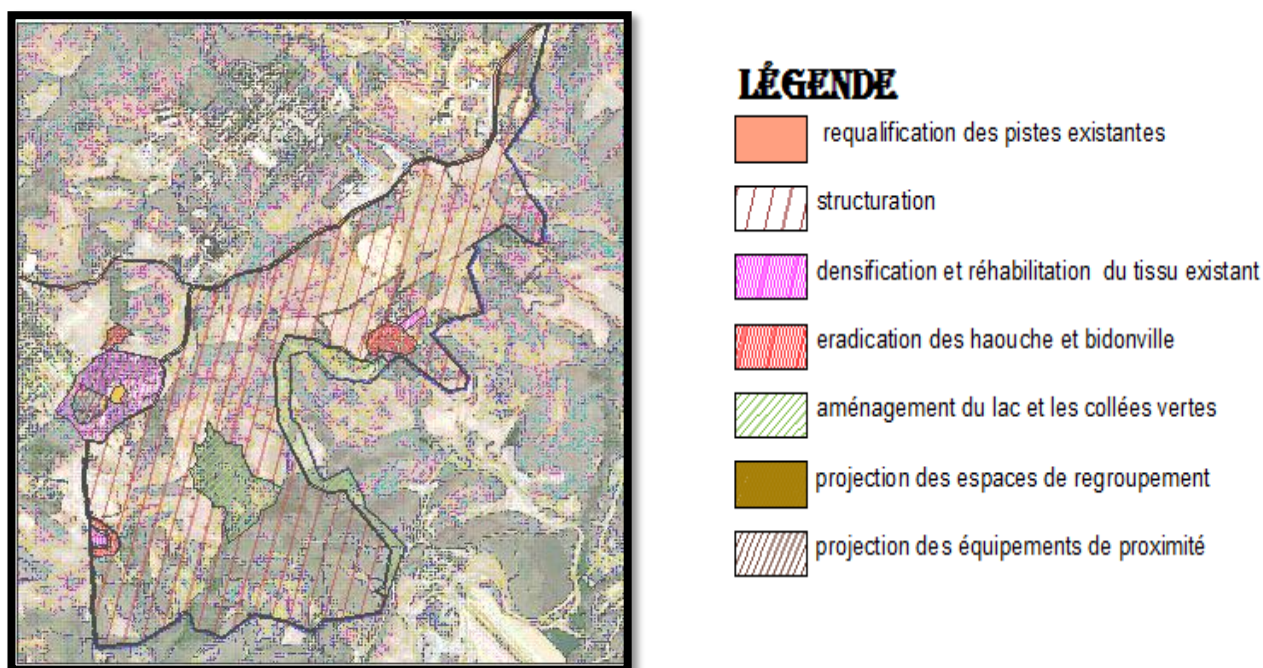 LÉGENDE
requalification des pistes existantes
structuration
densification et réhabilitation du tissu existant
eradication des haouche et bidonville
aménagement du lac et les collées vertes
projection des espaces de regroupement
projection des équipements de proximité